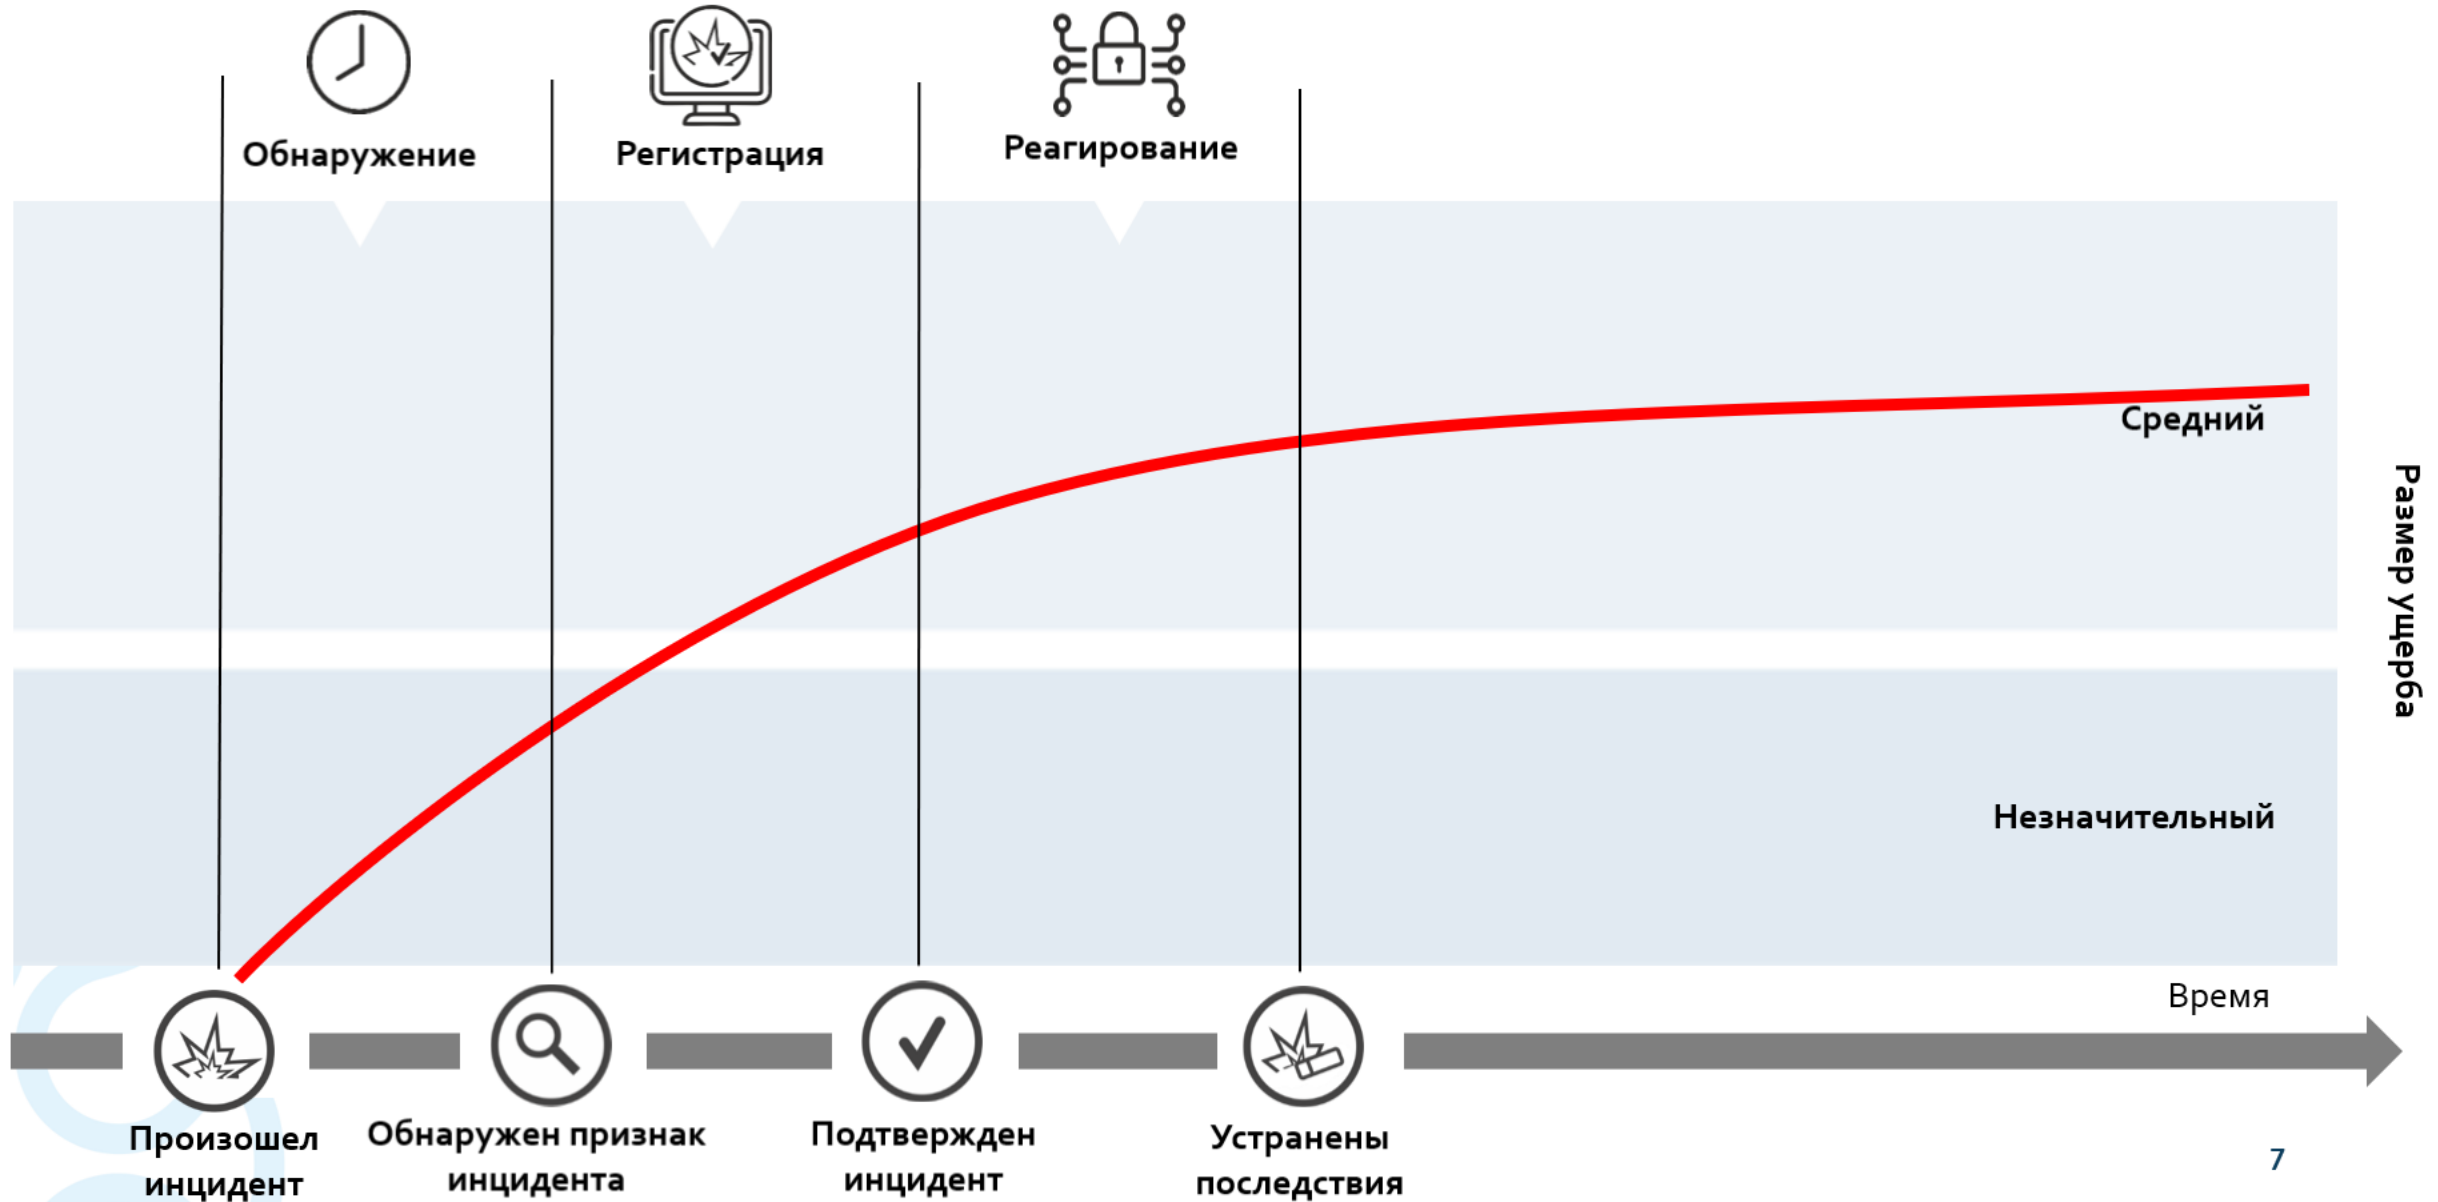 Обнаружение
Регистрация
Реагирование
Средний
Размер ущерба
Незначительный
Время
Произошел
инцидент
Обнаружен признак
инцидента
Подтвержден
инцидент
Устранены
последствия
7